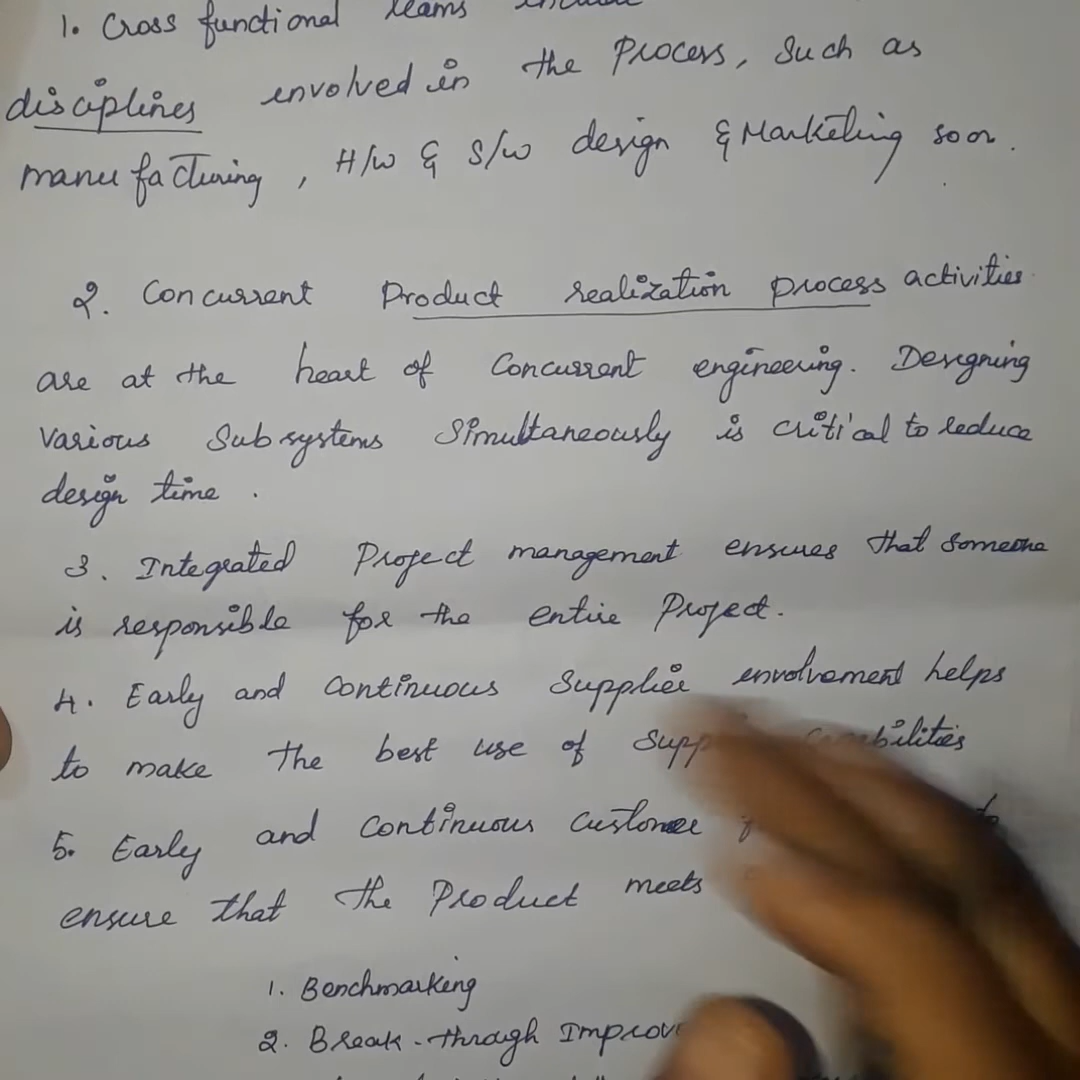 1. Cross functional teams
disciplines involved in the process, such as
manufacturing, H/w & S/w design & Marketing soon.
2. Concurrent Product realization process activities
are at the heart of Concurrent engineering. Designing
various Subsystems Simultaneously is critical to reduce
design time.
3. Integrated Project management ensures that someone
is responsible for the entire Project.
4. Early and continuous Supplier involvement helps
to make the best use of
5. Early and continuous customer
ensure that the Product meets
1. Benchmarking
2. Break-through